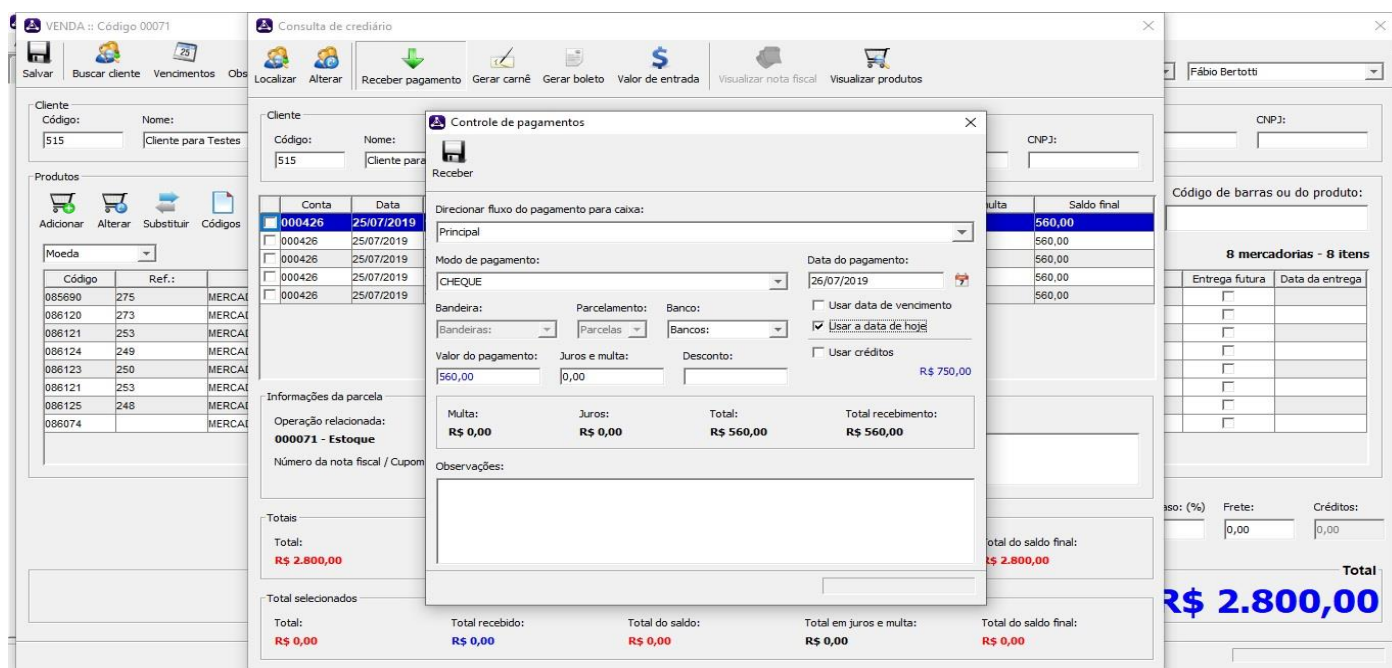 VENDA :: Código 00071
Salvar Buscar cliente Vencimentos Obs
Cliente
Código: Nome:
515 Cliente para Testes
Produtos
Adicionar Alterar Substituir Códigos
Moeda
Código Ref.:
085690 275 MERCAD
086120 273 MERCAD
086121 253 MERCAD
086124 249 MERCAD
086123 250 MERCAD
086121 253 MERCAD
086125 248 MERCAD
086074 MERCAD
Consulta de crediário
Localizar Alterar Receber pagamento Gerar carnê Gerar boleto Valor de entrada Visualizar nota fiscal Visualizar produtos
Cliente
Código: Nome: CNPJ:
515 Cliente para
Conta Data ulta Saldo final
000426 25/07/2019 560,00
000426 25/07/2019 560,00
000426 25/07/2019 560,00
000426 25/07/2019 560,00
000426 25/07/2019 560,00
Informações da parcela
Operação relacionada:
000071 - Estoque
Número da nota fiscal / Cupom
Totais
Total: otal do saldo final:
R$ 2.800,00 R$ 2.800,00
Total selecionados
Total: Total recebido: Total do saldo: Total em juros e multa: Total do saldo final:
R$ 0,00 R$ 0,00 R$ 0,00 R$ 0,00 R$ 0,00
Controle de pagamentos
Receber
Direcionar fluxo do pagamento para caixa:
Principal
Modo de pagamento: Data do pagamento:
CHEQUE 26/07/2019
Usar data de vencimento
Bandeira: Parcelamento: Banco:
Bandeiras: Parcelas Bancos: Usar a data de hoje
Valor do pagamento: Juros e multa: Desconto: Usar créditos
560,00 0,00 R$ 750,00
Multa: Juros: Total: Total recebimento:
R$ 0,00 R$ 0,00 R$ 560,00 R$ 560,00
Observações:
Fábio Bertotti
CNPJ:
Código de barras ou do produto:
8 mercadorias - 8 itens
Entrega futura Data da entrega
aso: (%) Frete: Créditos:
0,00 0,00
Total
R$ 2.800,00